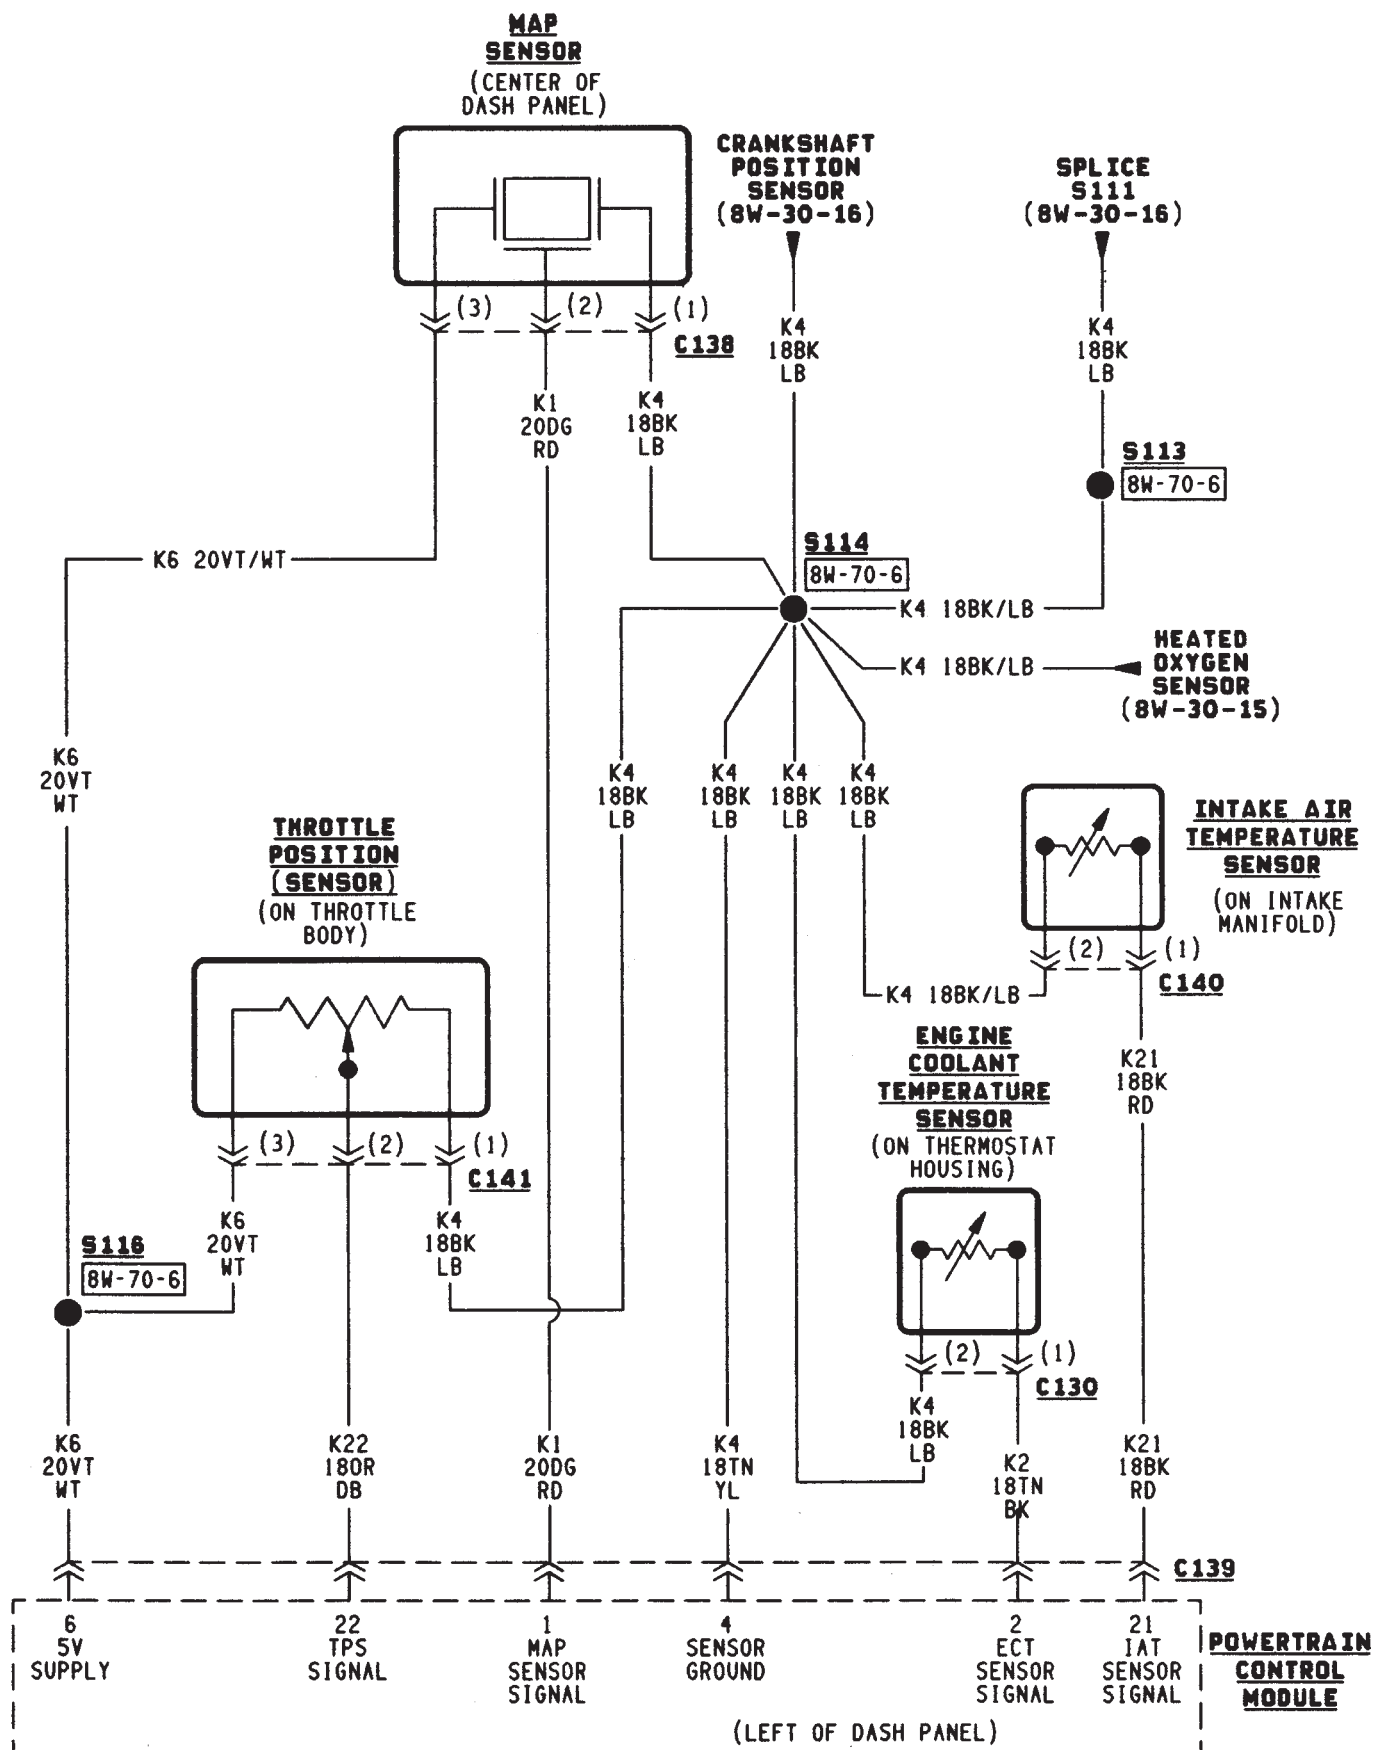 MAP
SENSOR
(CENTER OF
DASH PANEL)
CRANKSHAFT
POSITION
SENSOR
(8W-30-16)
SPLICE
S111
(8W-30-16)
(3)
(2)
(1)
C138
K4
18BK
LB
K4
18BK
LB
K1
20DG
RD
K4
18BK
LB
S113
8W-70-6
K6 20VT/WT
S114
8W-70-6
K4 18BK/LB
K4 18BK/LB
HEATED
OXYGEN
SENSOR
(8W-30-15)
K6
20VT
WT
K4
18BK
LB
K4
18BK
LB
K4
18BK
LB
K4
18BK
LB
THROTTLE
POSITION
(SENSOR)
(ON THROTTLE
BODY)
INTAKE AIR
TEMPERATURE
SENSOR
(ON INTAKE
MANIFOLD)
(2)
(1)
C140
K4 18BK/LB
ENGINE
COOLANT
TEMPERATURE
SENSOR
(ON THERMOSTAT
HOUSING)
K21
18BK
RD
(3)
(2)
(1)
C141
K6
20VT
WT
K4
18BK
LB
S116
8W-70-6
(2)
(1)
C130
K4
18BK
LB
K6
20VT
WT
K22
18OR
DB
K1
20DG
RD
K4
18TN
YL
K2
18TN
BK
K21
18BK
RD
C139
6
5V
SUPPLY
22
TPS
SIGNAL
1
MAP
SENSOR
SIGNAL
4
SENSOR
GROUND
2
ECT
SENSOR
SIGNAL
21
IAT
SENSOR
SIGNAL
POWERTRAIN
CONTROL
MODULE
(LEFT OF DASH PANEL)